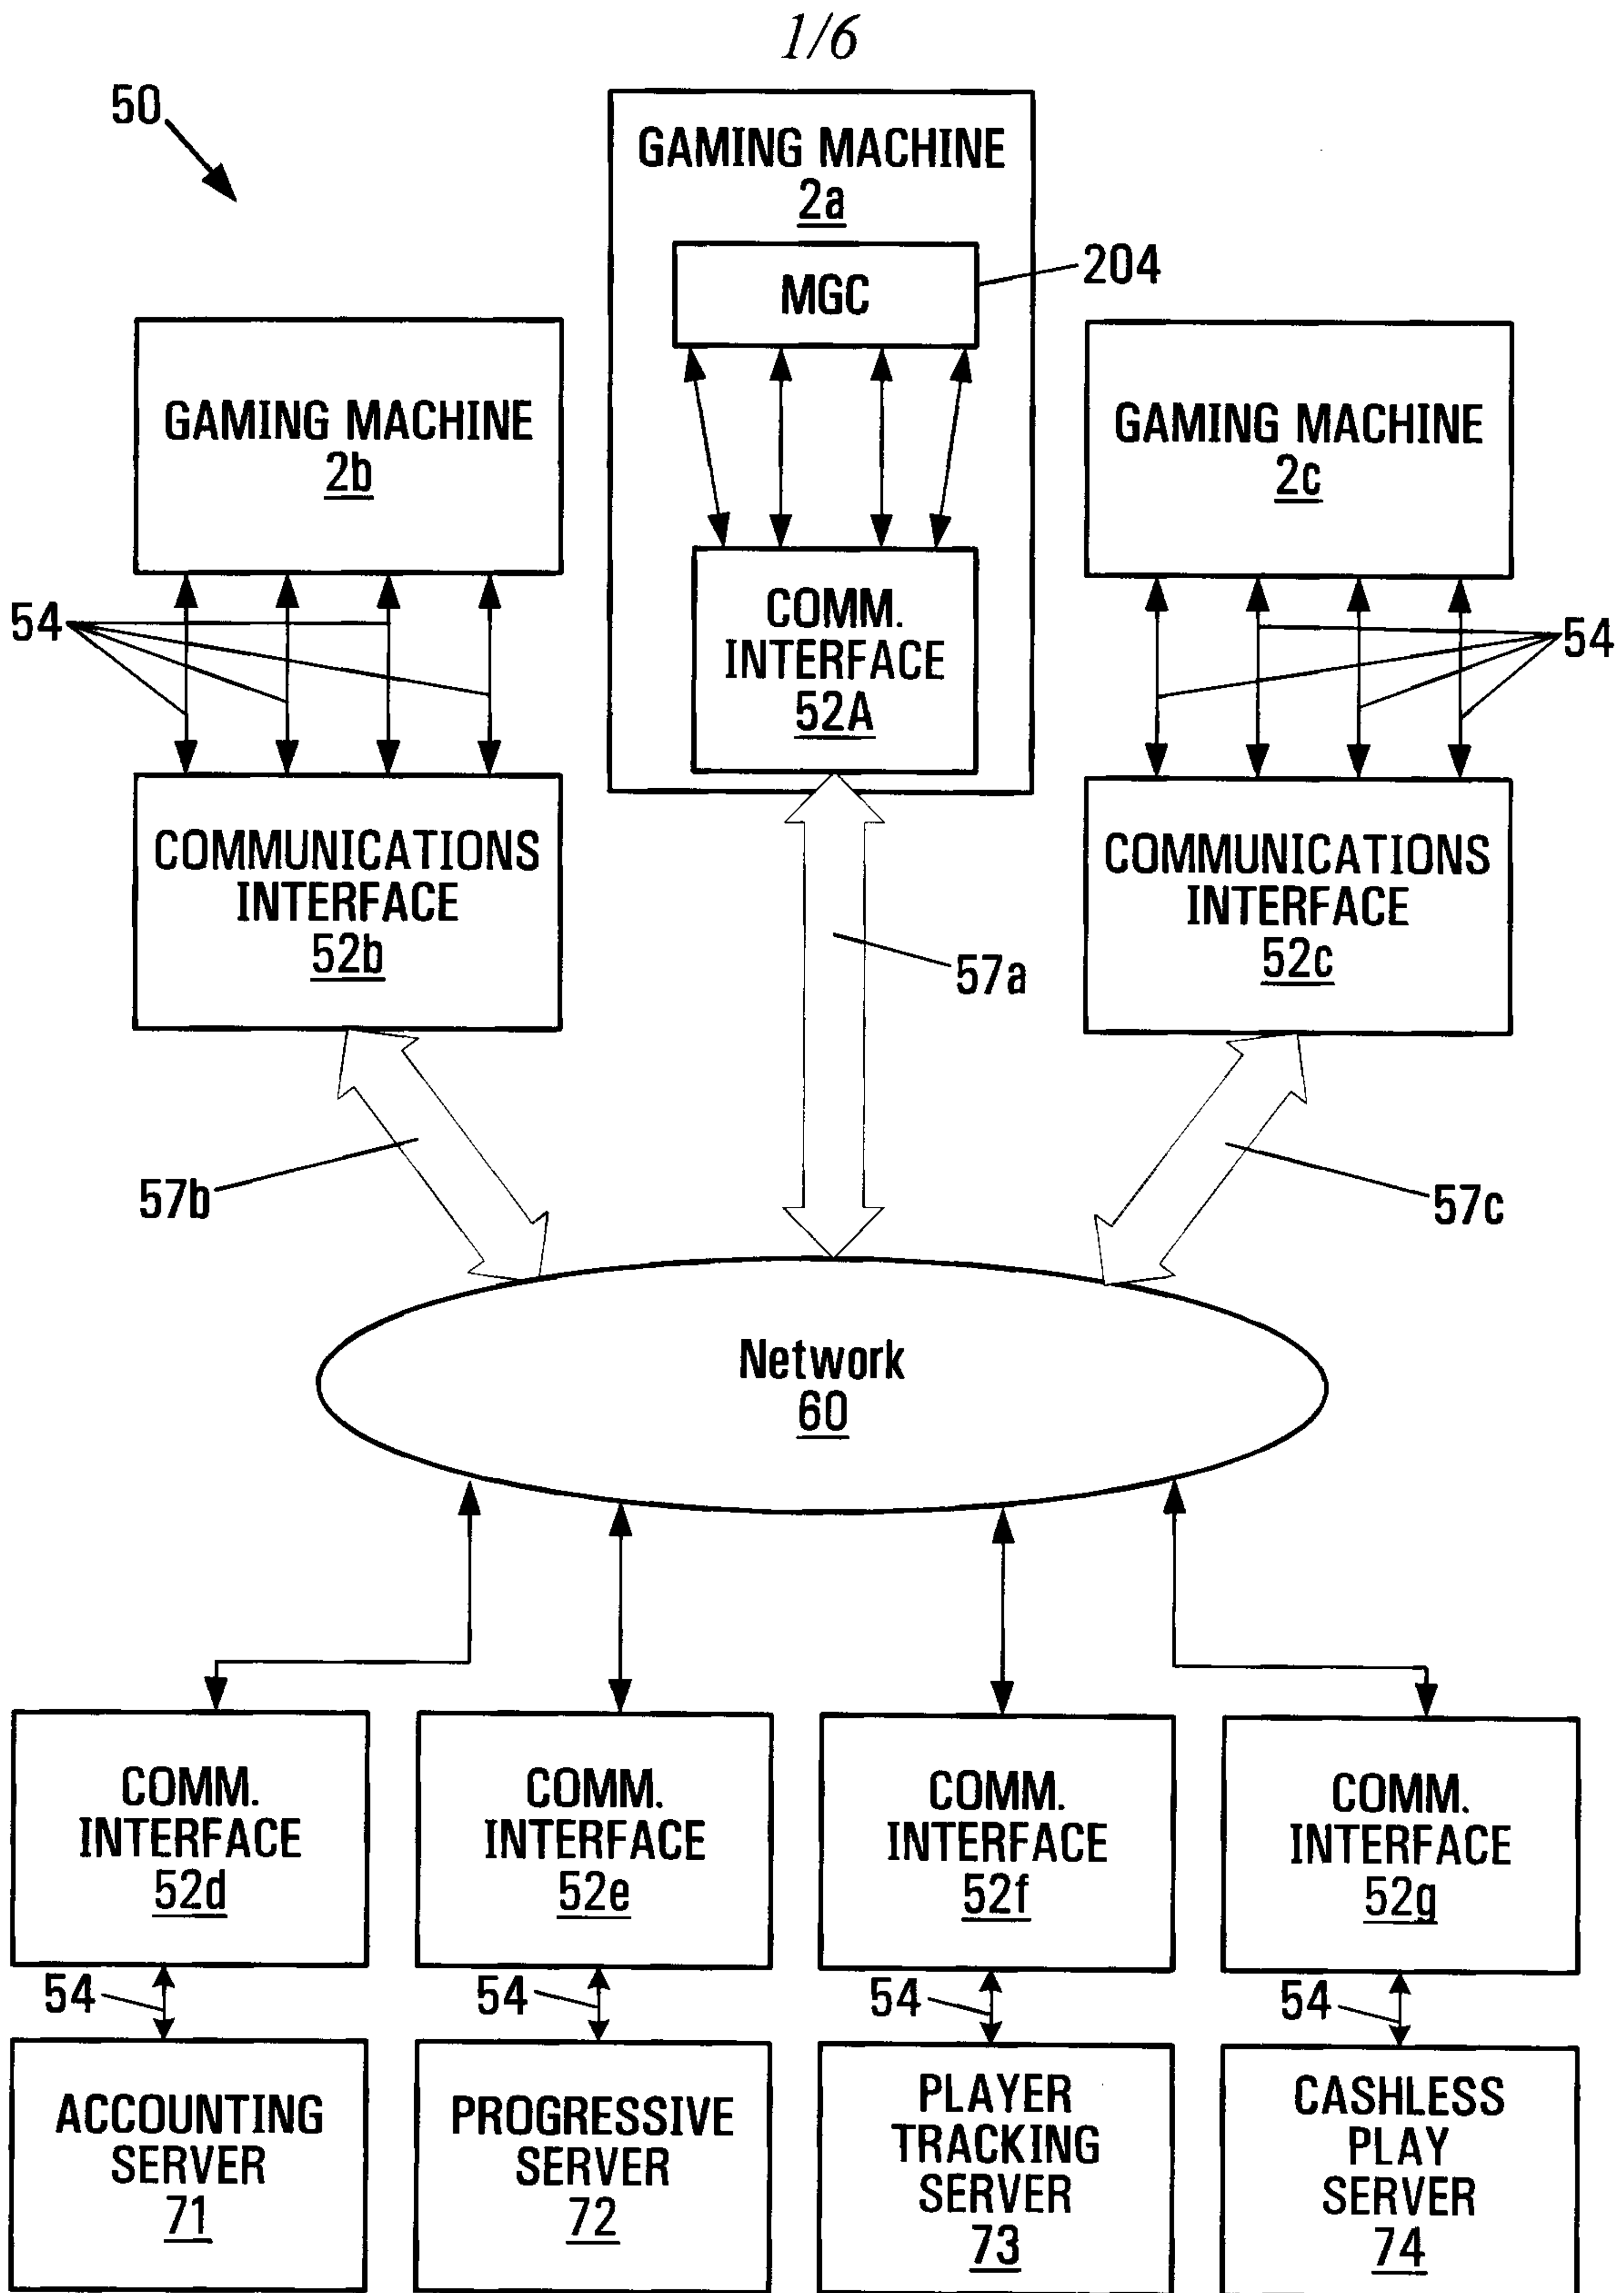 1/6
50
GAMING MACHINE
2a
MGC
204
GAMING MACHINE
2b
GAMING MACHINE
2c
54
COMM.
INTERFACE
52A
54
COMMUNICATIONS
INTERFACE
52b
COMMUNICATIONS
INTERFACE
52c
57a
57b
57c
Network
60
COMM.
INTERFACE
52d
COMM.
INTERFACE
52e
COMM.
INTERFACE
52f
COMM.
INTERFACE
52g
54
54
54
54
ACCOUNTING
SERVER
71
PROGRESSIVE
SERVER
72
PLAYER
TRACKING
SERVER
73
CASHLESS
PLAY
SERVER
74